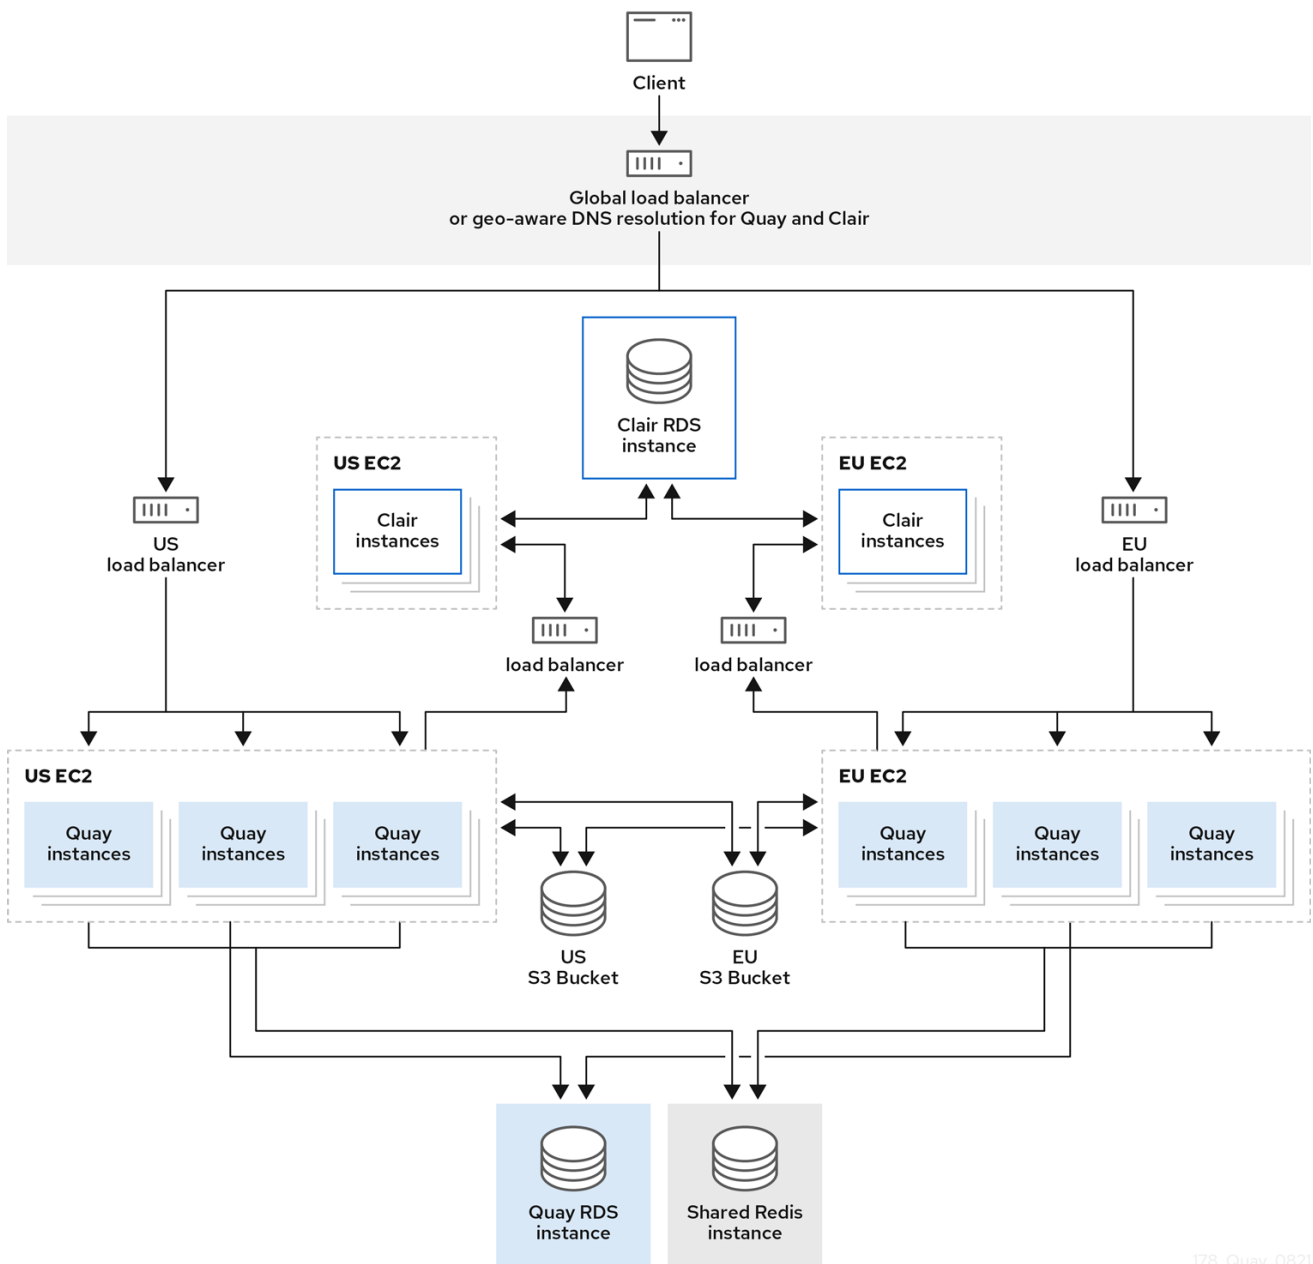 Client
Global load balancer
or geo-aware DNS resolution for Quay and Clair
Clair RDS
instance
US EC2
Clair
instances
EU EC2
Clair
instances
US
load balancer
EU
load balancer
load balancer
load balancer
US EC2
Quay
instances
Quay
instances
Quay
instances
EU EC2
Quay
instances
Quay
instances
Quay
instances
US
S3 Bucket
EU
S3 Bucket
Quay RDS
instance
Shared Redis
instance
178_Quay_0821